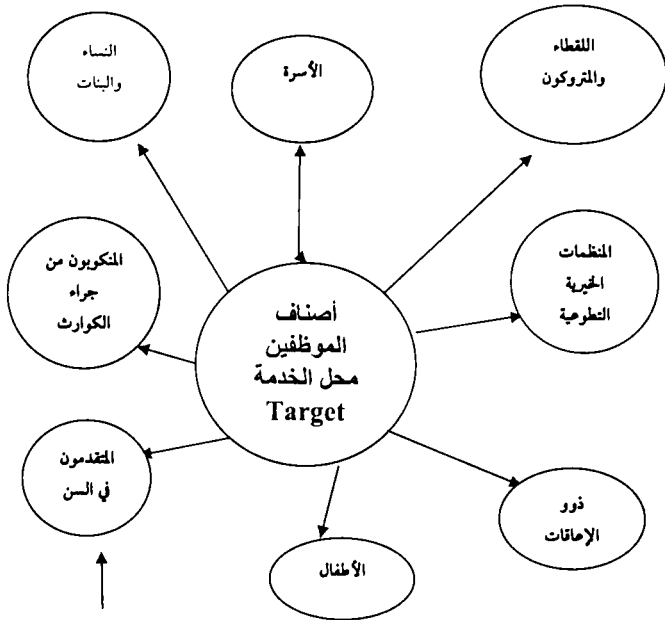 اللقطاء
والمتروكون
الأسرة
النساء
والبنات
المنظمات
الخيرية
التطوعية
المنكوبون من
جراء
الكوارث
أصناف
الموظفين
محل الخدمة
Target
المتقدمون
في السن
ذوو
الإعاقات
الأطفال